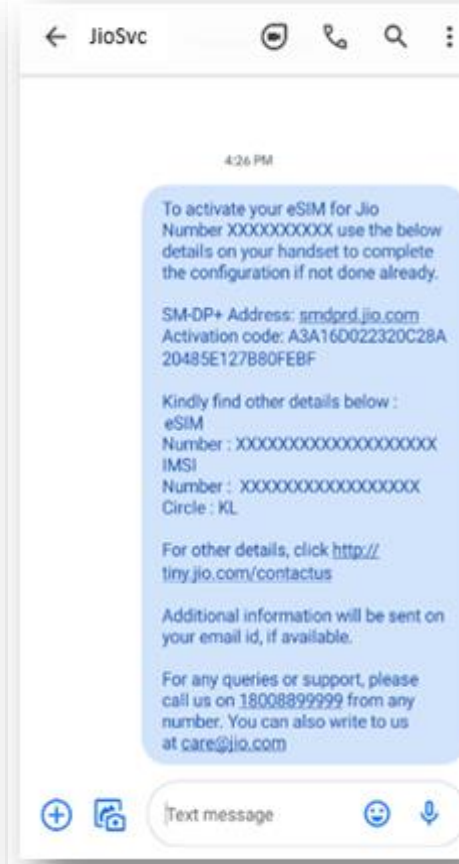 JioSvc
4:26 PM
To activate your eSIM for Jio
Number XXXXXXXXXX use the below
details on your handset to complete
the configuration if not done already.
SM-DP+ Address: smdprd.jio.com
Activation code: A3A16D022320C28A
20485E127B80FEBF
Kindly find other details below :
eSIM
Number : XXXXXXXXXXXXXXXXXXX
IMSI
Number : XXXXXXXXXXXXXXXXX
Circle : KL
For other details, click http://
tiny.jio.com/contactus
Additional information will be sent on
your email id, if available.
For any queries or support, please
call us on 18008899999 from any
number. You can also write to us
at care@jio.com
Text message